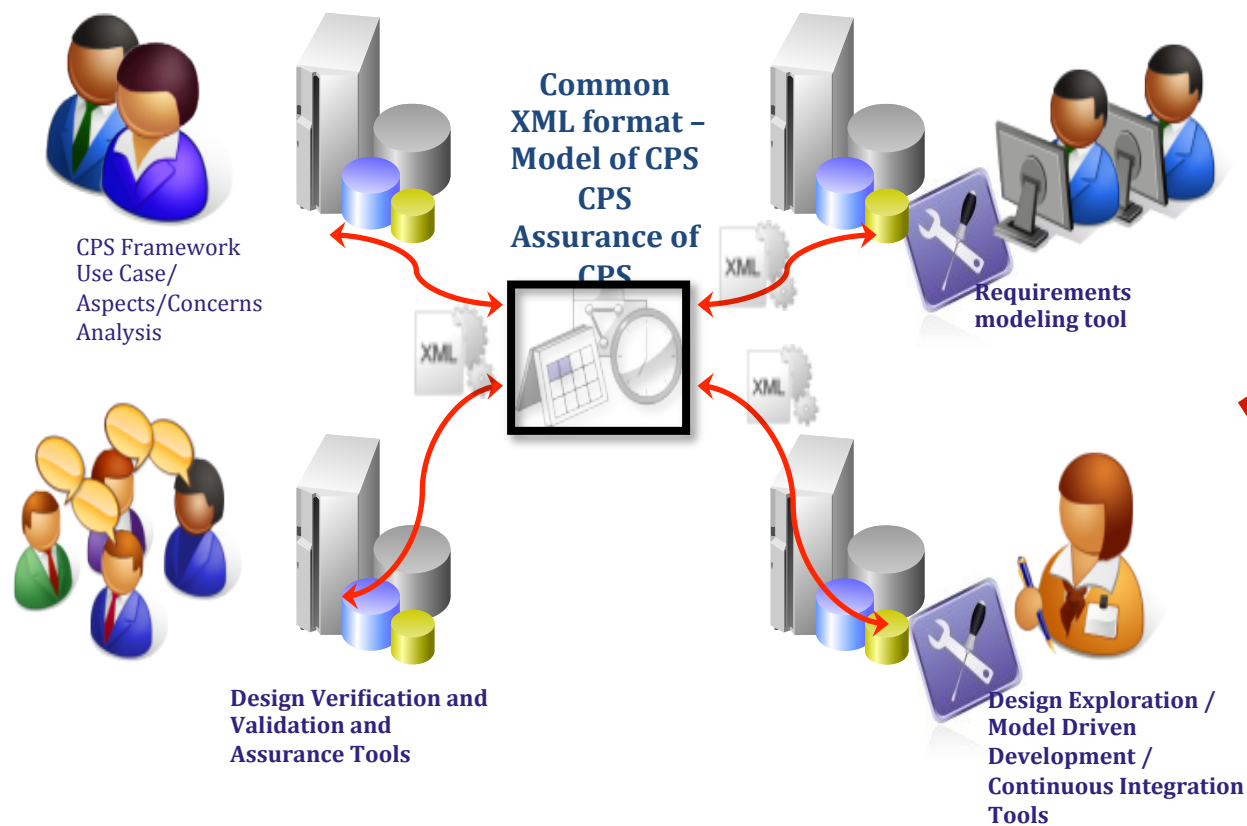 Common
XML format –
Model of CPS
CPS
Assurance of
CPS
CPS Framework
Use Case/
Aspects/Concerns
Analysis
XML
Requirements
modeling tool
XML
XML
Design Verification and
Validation and
Assurance Tools
Design Exploration /
Model Driven
Development /
Continuous Integration
Tools